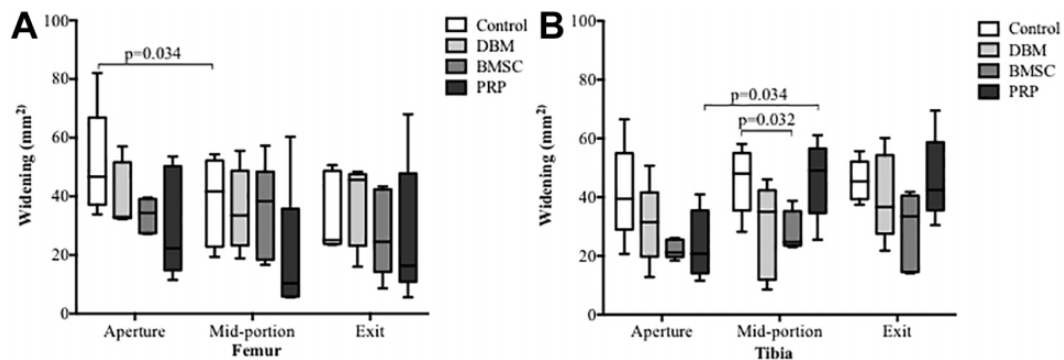 A
100
80
60
40
20
0
Widening (mm²)
p=0.034
Control
DBM
BMSC
PRP
Aperture Mid-portion Exit
Femur
B
100
80
60
40
20
0
Widening (mm²)
p=0.034
p=0.032
Control
DBM
BMSC
PRP
Aperture Mid-portion Exit
Tibia